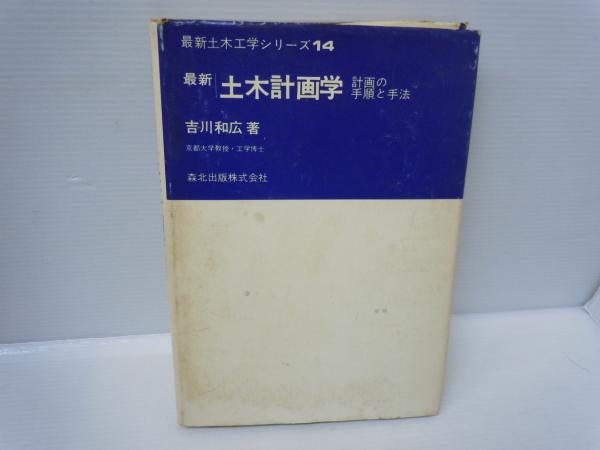 最新土木工学シリーズ14
最新 土木計画学 計画の
手順と手法
吉川和広 著
京都大学教授・工学博士
森北出版株式会社